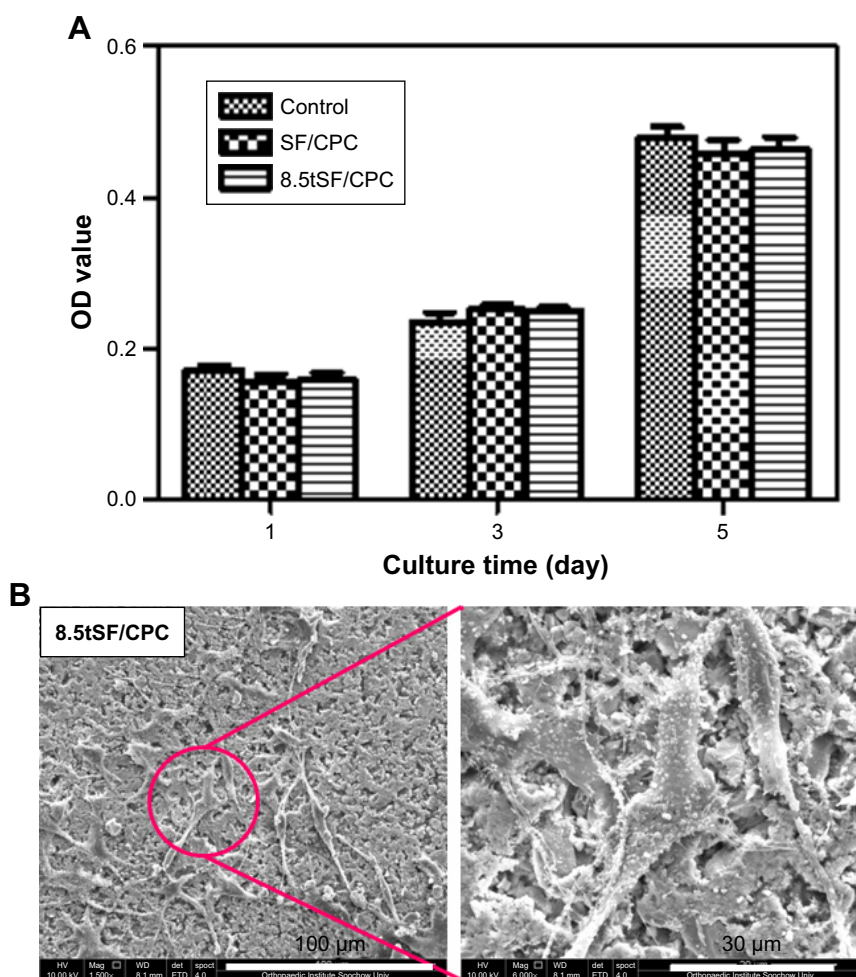 A
0.6
0.4
0.2
0.0
OD value
Control
SF/CPC
8.5tSF/CPC
1 3 5
Culture time (day)
B
8.5tSF/CPC
100 µm
HV Mag WD det spot
10.00 kV 1,500× 8.1 mm ETD 4.0
Orthopaedic Institute Soochow Univ
30 µm
HV Mag WD det spot
10.00 kV 6,000× 8.1 mm ETD 4.0
Orthopaedic Institute Soochow Univ